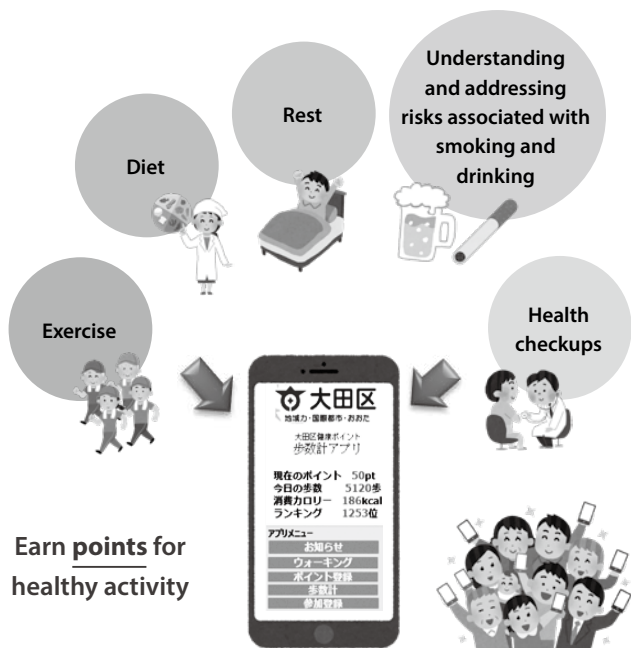 Understanding
and addressing
risks associated with
smoking and
drinking
Rest
Diet
Exercise
Health
checkups
大田区
地域力・国際都市・おおた
大田区健康ポイント
歩数計アプリ
現在のポイント 50pt
今日の歩数 5120歩
消費カロリー 186kcal
ランキング 1253位
アプリメニュー
お知らせ
ウォーキング
ポイント登録
歩数計
参加登録
Earn points for
healthy activity